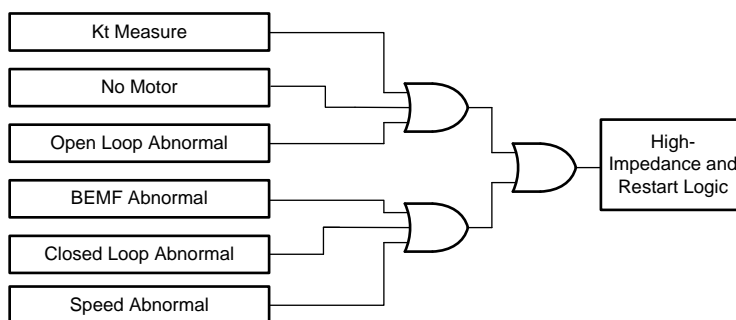 Kt Measure
No Motor
Open Loop Abnormal
BEMF Abnormal
Closed Loop Abnormal
Speed Abnormal
High-
Impedance and
Restart Logic